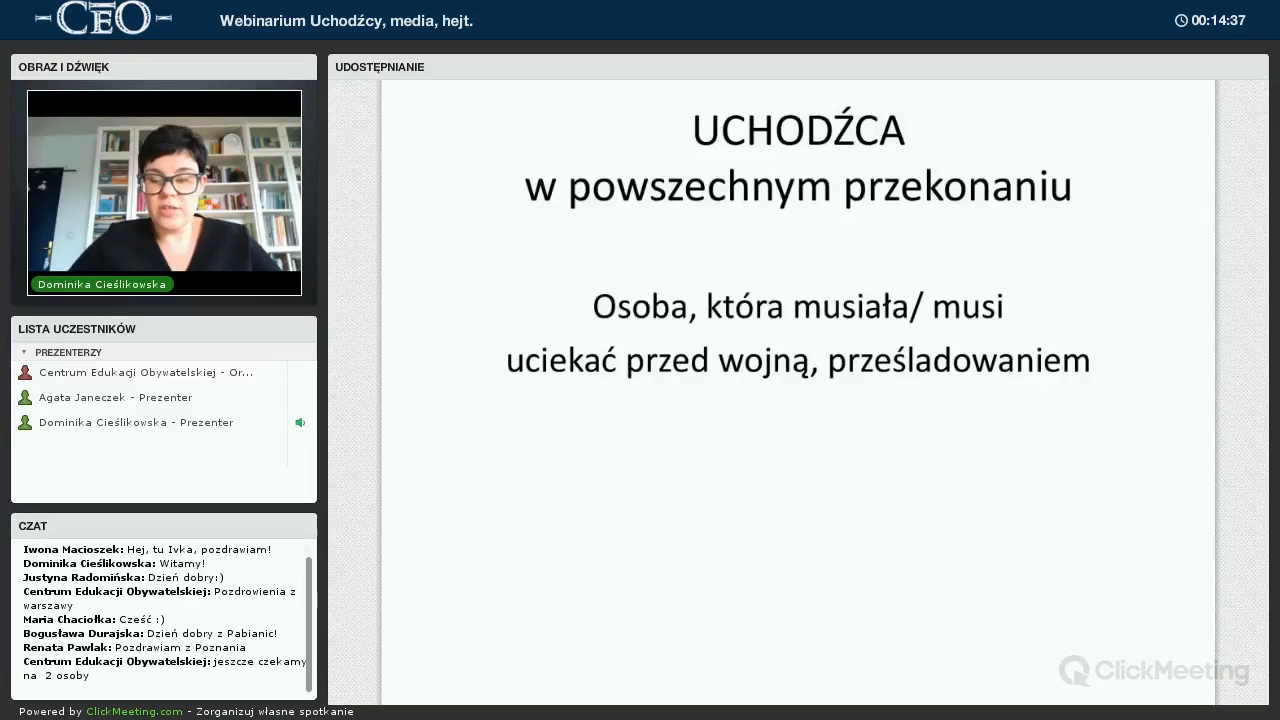 CEO
Webinarium Uchodźcy, media, hejt.
00:14:37
OBRAZ I DŹWIĘK
Dominika Cieślikowska
LISTA UCZESTNIKÓW
PREZENTERZY
Centrum Edukacji Obywatelskiej - Or...
Agata Janeczek - Prezenter
Dominika Cieślikowska - Prezenter
CZAT
Iwona Macioszek: Hej, tu Ivka, pozdrawiam!
Dominika Cieślikowska: Witamy!
Justyna Radomińska: Dzień dobry:)
Centrum Edukacji Obywatelskiej: Pozdrowienia z
warszawy
Maria Chaciołka: Cześć :)
Bogusława Durajska: Dzień dobry z Pabianic!
Renata Pawlak: Pozdrawiam z Poznania
Centrum Edukacji Obywatelskiej: jeszcze czekamy
na 2 osoby
Powered by ClickMeeting.com - Zorganizuj własne spotkanie
UDOSTĘPNIANIE
UCHODŹCA
w powszechnym przekonaniu
Osoba, która musiała/ musi
uciekać przed wojną, prześladowaniem
ClickMeeting